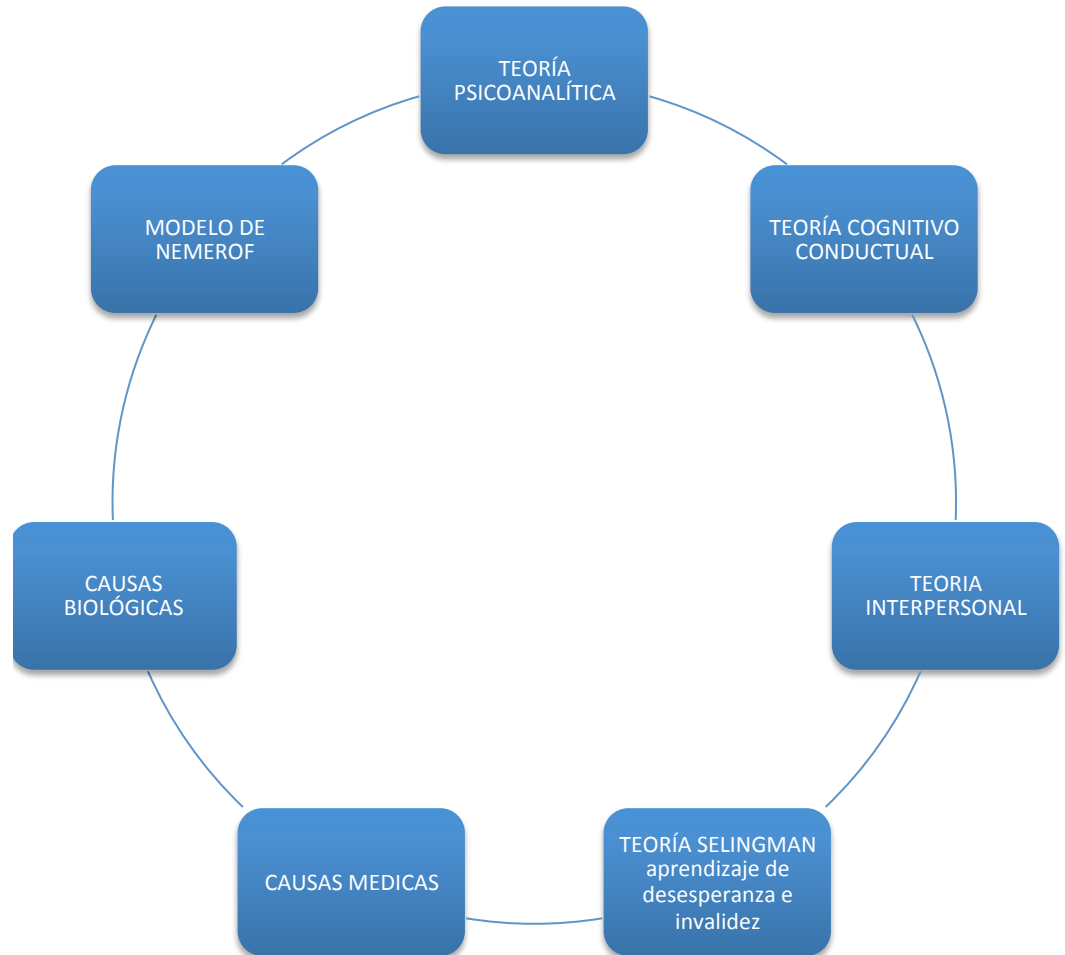 TEORÍA
PSICOANALÍTICA
TEORÍA COGNITIVO
CONDUCTUAL
TEORIA
INTERPERSONAL
TEORÍA SELINGMAN
aprendizaje de
desesperanza e
invalidez
CAUSAS MEDICAS
CAUSAS
BIOLÓGICAS
MODELO DE
NEMEROF